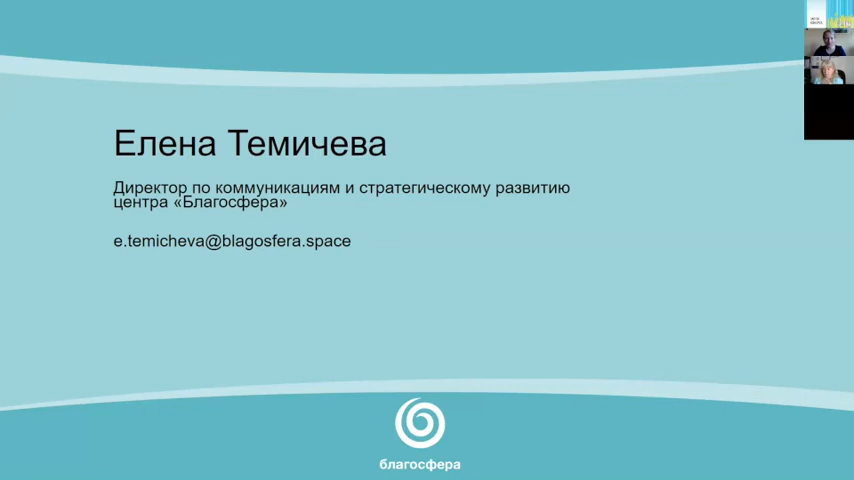 Елена Темичева
Директор по коммуникациям и стратегическому развитию
центра «Благосфера»
e.temicheva@blagosfera.space
благосфера